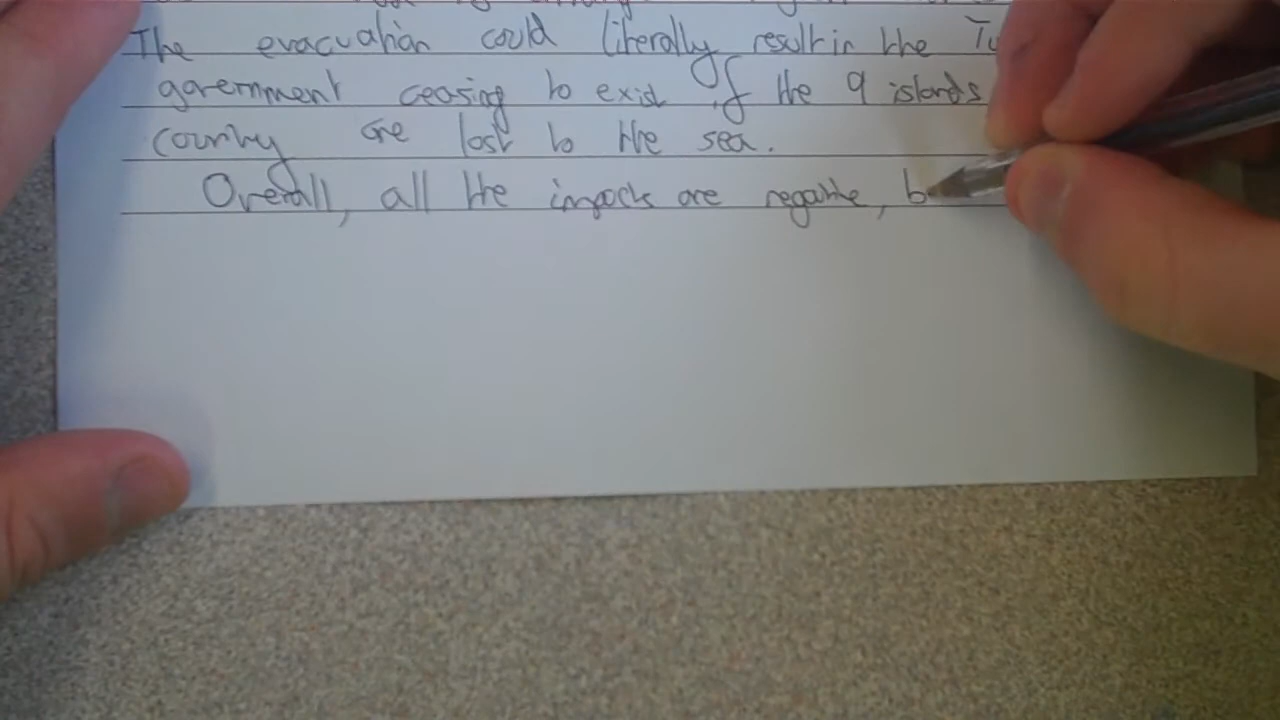 The evacuation could literally result in the Tu
government ceasing to exist if the 9 islands
country are lost to the sea.
Overall, all the impacts are negative, b